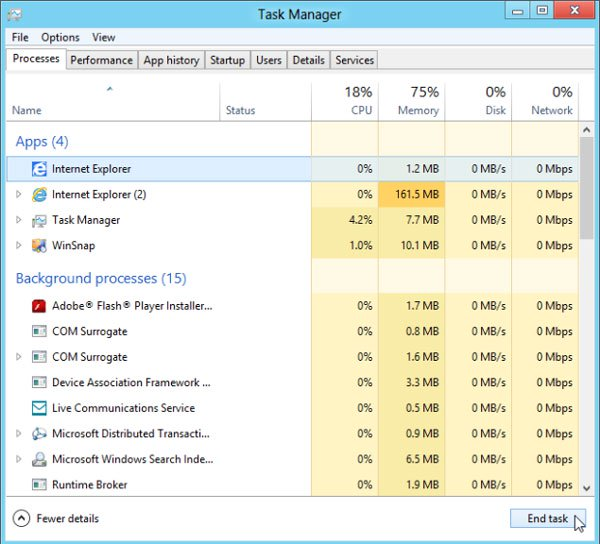 Task Manager
File Options View
Processes Performance App history Startup Users Details Services
18% 75% 0% 0%
Name Status CPU Memory Disk Network
Apps (4)
Internet Explorer 0% 1.2 MB 0 MB/s 0 Mbps
Internet Explorer (2) 0% 161.5 MB 0 MB/s 0 Mbps
Task Manager 4.2% 7.7 MB 0 MB/s 0 Mbps
WinSnap 1.0% 10.1 MB 0 MB/s 0 Mbps
Background processes (15)
Adobe® Flash® Player Installer... 0% 1.7 MB 0 MB/s 0 Mbps
COM Surrogate 0% 0.8 MB 0 MB/s 0 Mbps
COM Surrogate 0% 1.6 MB 0 MB/s 0 Mbps
Device Association Framework ... 0% 3.3 MB 0 MB/s 0 Mbps
Live Communications Service 0% 0.5 MB 0 MB/s 0 Mbps
Microsoft Distributed Transacti... 0% 0.9 MB 0 MB/s 0 Mbps
Microsoft Windows Search Inde... 0% 6.5 MB 0 MB/s 0 Mbps
Runtime Broker 0% 1.9 MB 0 MB/s 0 Mbps
Fewer details End task